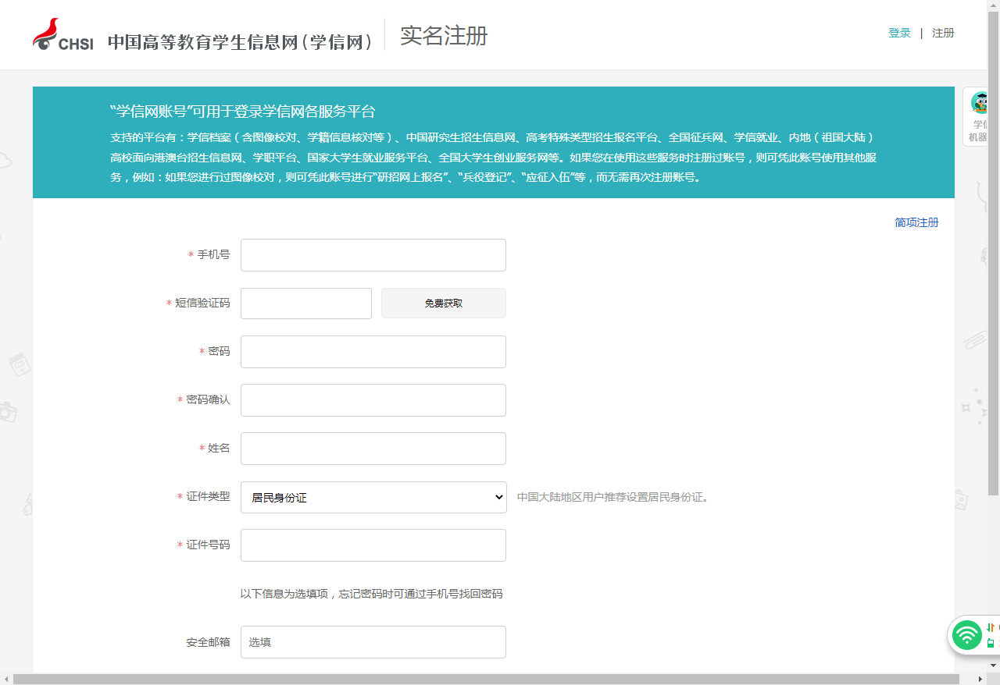 CHSI 中国高等教育学生信息网(学信网) 实名注册
登录 | 注册
“学信网账号”可用于登录学信网各服务平台
支持的平台有：学信档案（含图像校对、学籍信息核对等）、中国研究生招生信息网、高考特殊类型招生报名平台、全国征兵网、学信就业、内地（祖国大陆）
高校面向港澳台招生信息网、学职平台、国家大学生就业服务平台、全国大学生创业服务网等。如果您在使用这些服务时注册过账号，则可凭此账号使用其他服
务，例如：如果您进行过图像校对，则可凭此账号进行“研招网上报名”、“兵役登记”、“应征入伍”等，而无需再次注册账号。
学信
机器
简项注册
* 手机号
* 短信验证码 免费获取
* 密码
* 密码确认
* 姓名
* 证件类型 居民身份证 中国大陆地区用户推荐设置居民身份证。
* 证件号码
以下信息为选填项，忘记密码时可通过手机号找回密码
安全邮箱 选填